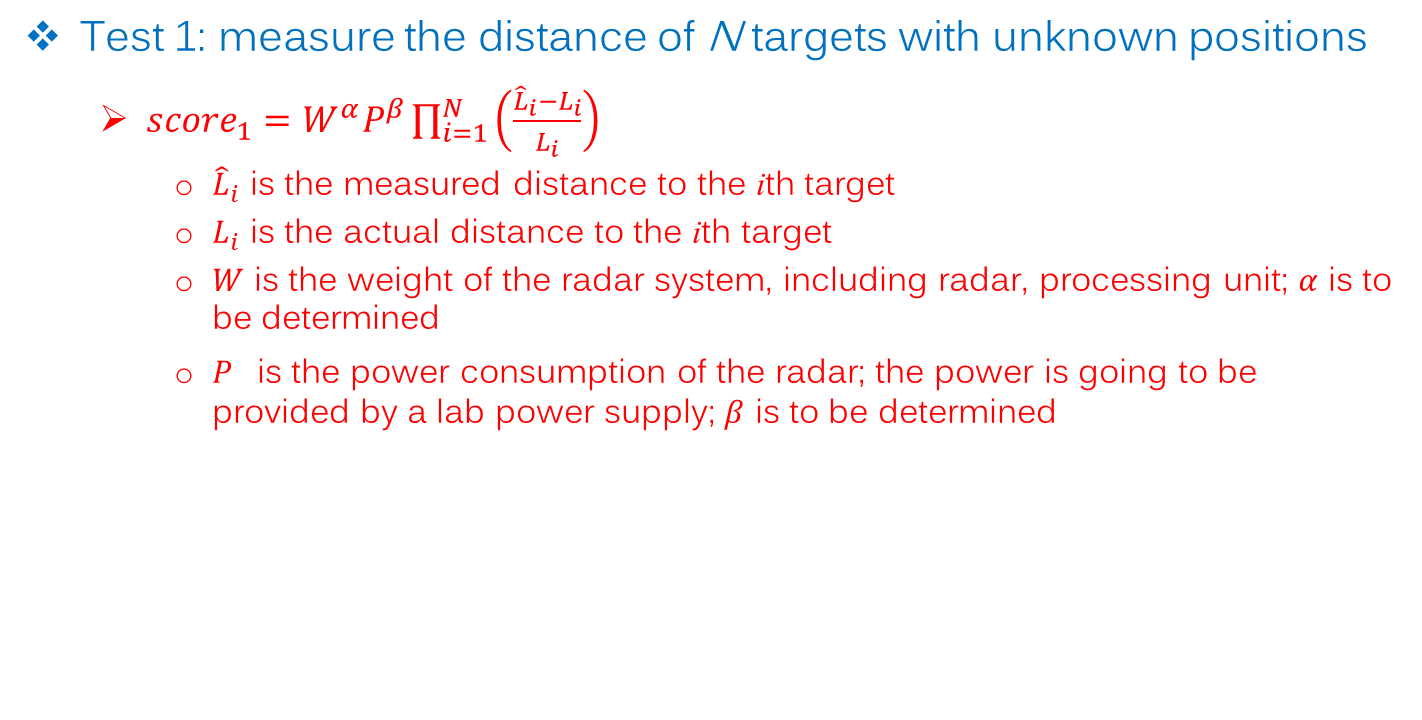 ❖ Test 1: measure the distance of N targets with unknown positions
➢ score₁ = W^α P^β ∏_{i=1}^{N} ((L̂ᵢ−Lᵢ)/Lᵢ)
o L̂ᵢ is the measured distance to the ith target
o Lᵢ is the actual distance to the ith target
o W is the weight of the radar system, including radar, processing unit; α is to
be determined
o P is the power consumption of the radar; the power is going to be
provided by a lab power supply; β is to be determined